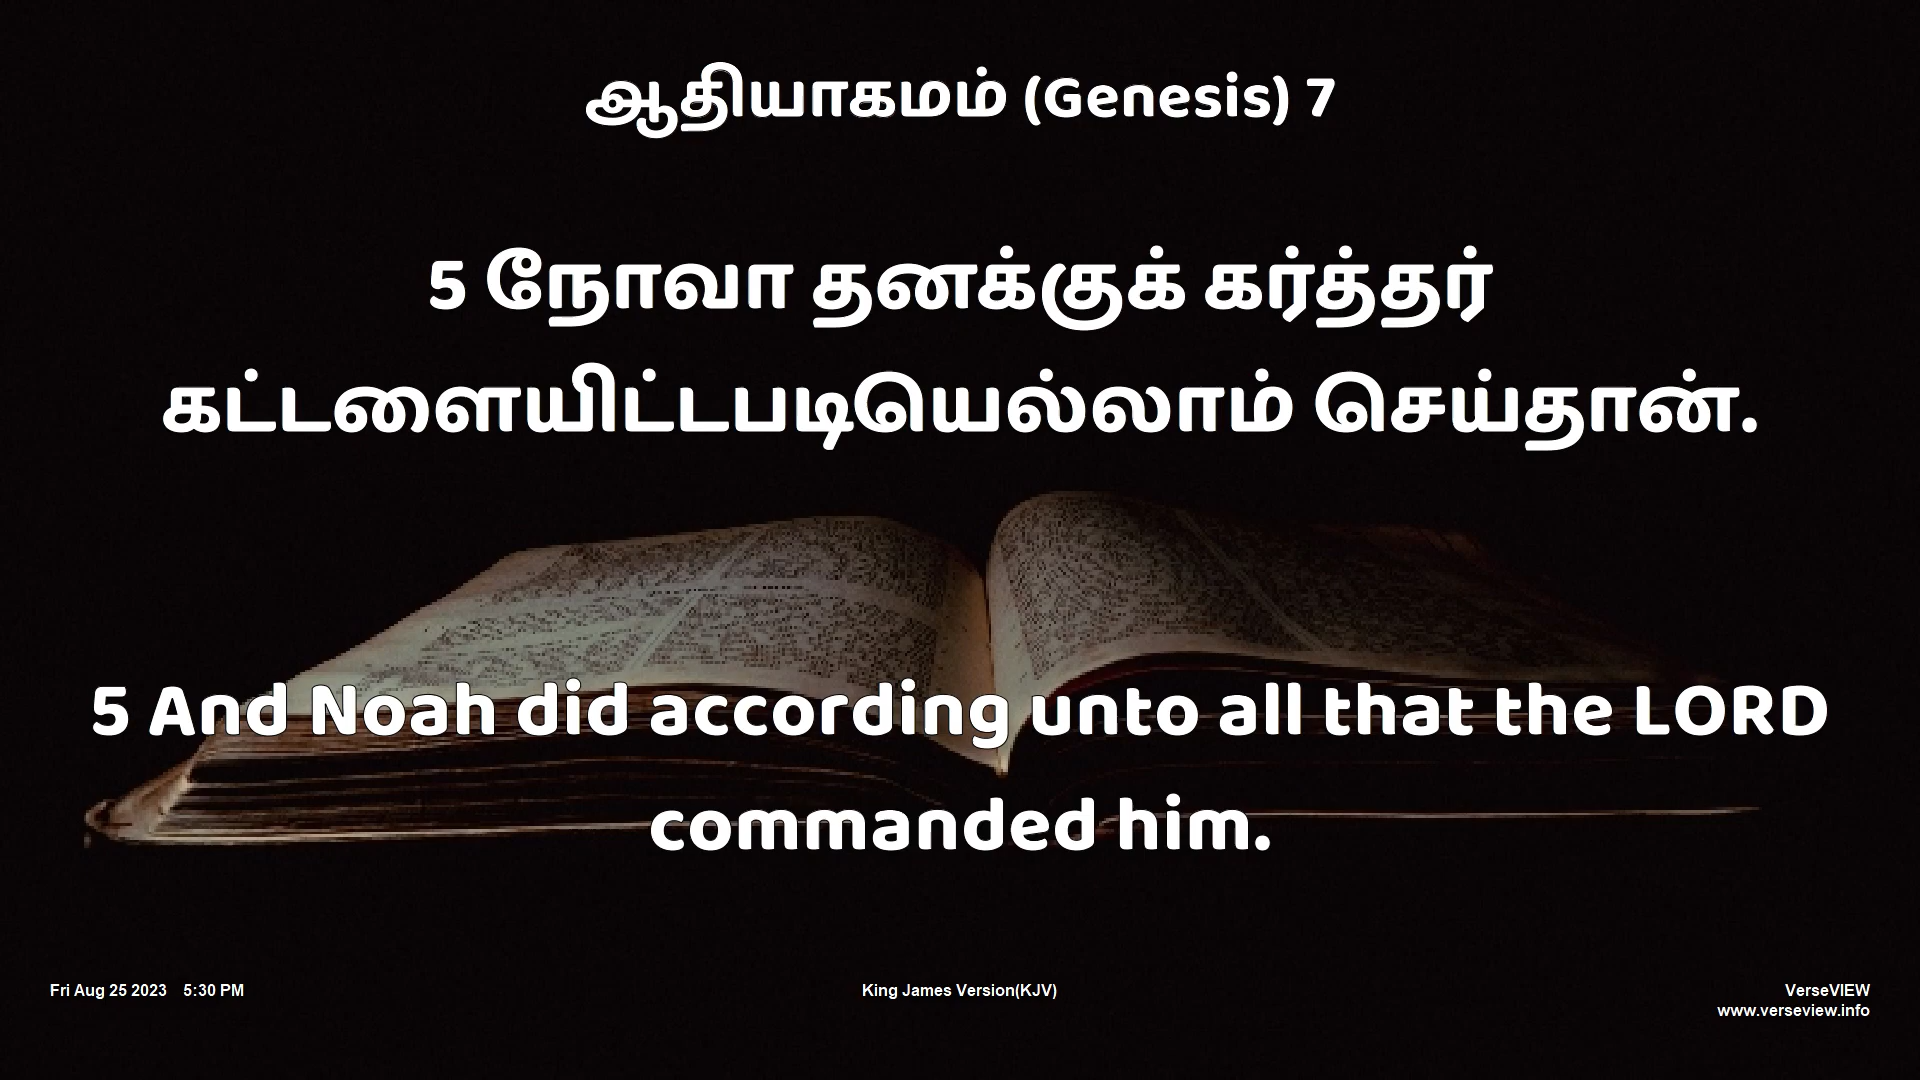 ஆதியாகமம் (Genesis) 7
5 நோவா தனக்குக் கர்த்தர்
கட்டளையிட்டபடியெல்லாம் செய்தான்.
5 And Noah did according unto all that the LORD
commanded him.
Fri Aug 25 2023 5:30 PM
King James Version(KJV)
VerseVIEW
www.verseview.info